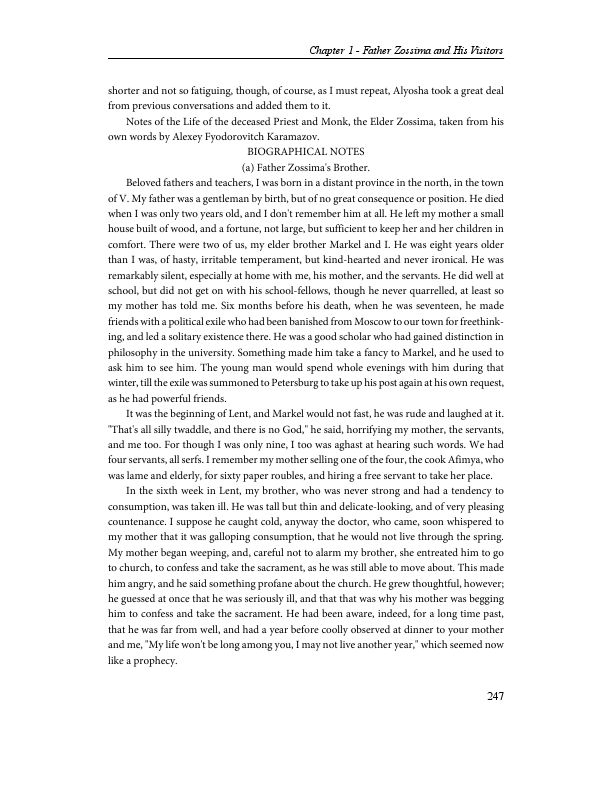 Chapter 1 - Father Zossima and His Visitors
shorter and not so fatiguing, though, of course, as I must repeat, Alyosha took a great deal
from previous conversations and added them to it.
Notes of the Life of the deceased Priest and Monk, the Elder Zossima, taken from his
own words by Alexey Fyodorovitch Karamazov.
BIOGRAPHICAL NOTES
(a) Father Zossima's Brother.
Beloved fathers and teachers, I was born in a distant province in the north, in the town
of V. My father was a gentleman by birth, but of no great consequence or position. He died
when I was only two years old, and I don't remember him at all. He left my mother a small
house built of wood, and a fortune, not large, but sufficient to keep her and her children in
comfort. There were two of us, my elder brother Markel and I. He was eight years older
than I was, of hasty, irritable temperament, but kind-hearted and never ironical. He was
remarkably silent, especially at home with me, his mother, and the servants. He did well at
school, but did not get on with his school-fellows, though he never quarrelled, at least so
my mother has told me. Six months before his death, when he was seventeen, he made
friends with a political exile who had been banished from Moscow to our town for freethink-
ing, and led a solitary existence there. He was a good scholar who had gained distinction in
philosophy in the university. Something made him take a fancy to Markel, and he used to
ask him to see him. The young man would spend whole evenings with him during that
winter, till the exile was summoned to Petersburg to take up his post again at his own request,
as he had powerful friends.
It was the beginning of Lent, and Markel would not fast, he was rude and laughed at it.
"That's all silly twaddle, and there is no God," he said, horrifying my mother, the servants,
and me too. For though I was only nine, I too was aghast at hearing such words. We had
four servants, all serfs. I remember my mother selling one of the four, the cook Afimya, who
was lame and elderly, for sixty paper roubles, and hiring a free servant to take her place.
In the sixth week in Lent, my brother, who was never strong and had a tendency to
consumption, was taken ill. He was tall but thin and delicate-looking, and of very pleasing
countenance. I suppose he caught cold, anyway the doctor, who came, soon whispered to
my mother that it was galloping consumption, that he would not live through the spring.
My mother began weeping, and, careful not to alarm my brother, she entreated him to go
to church, to confess and take the sacrament, as he was still able to move about. This made
him angry, and he said something profane about the church. He grew thoughtful, however;
he guessed at once that he was seriously ill, and that that was why his mother was begging
him to confess and take the sacrament. He had been aware, indeed, for a long time past,
that he was far from well, and had a year before coolly observed at dinner to your mother
and me, "My life won't be long among you, I may not live another year," which seemed now
like a prophecy.
247